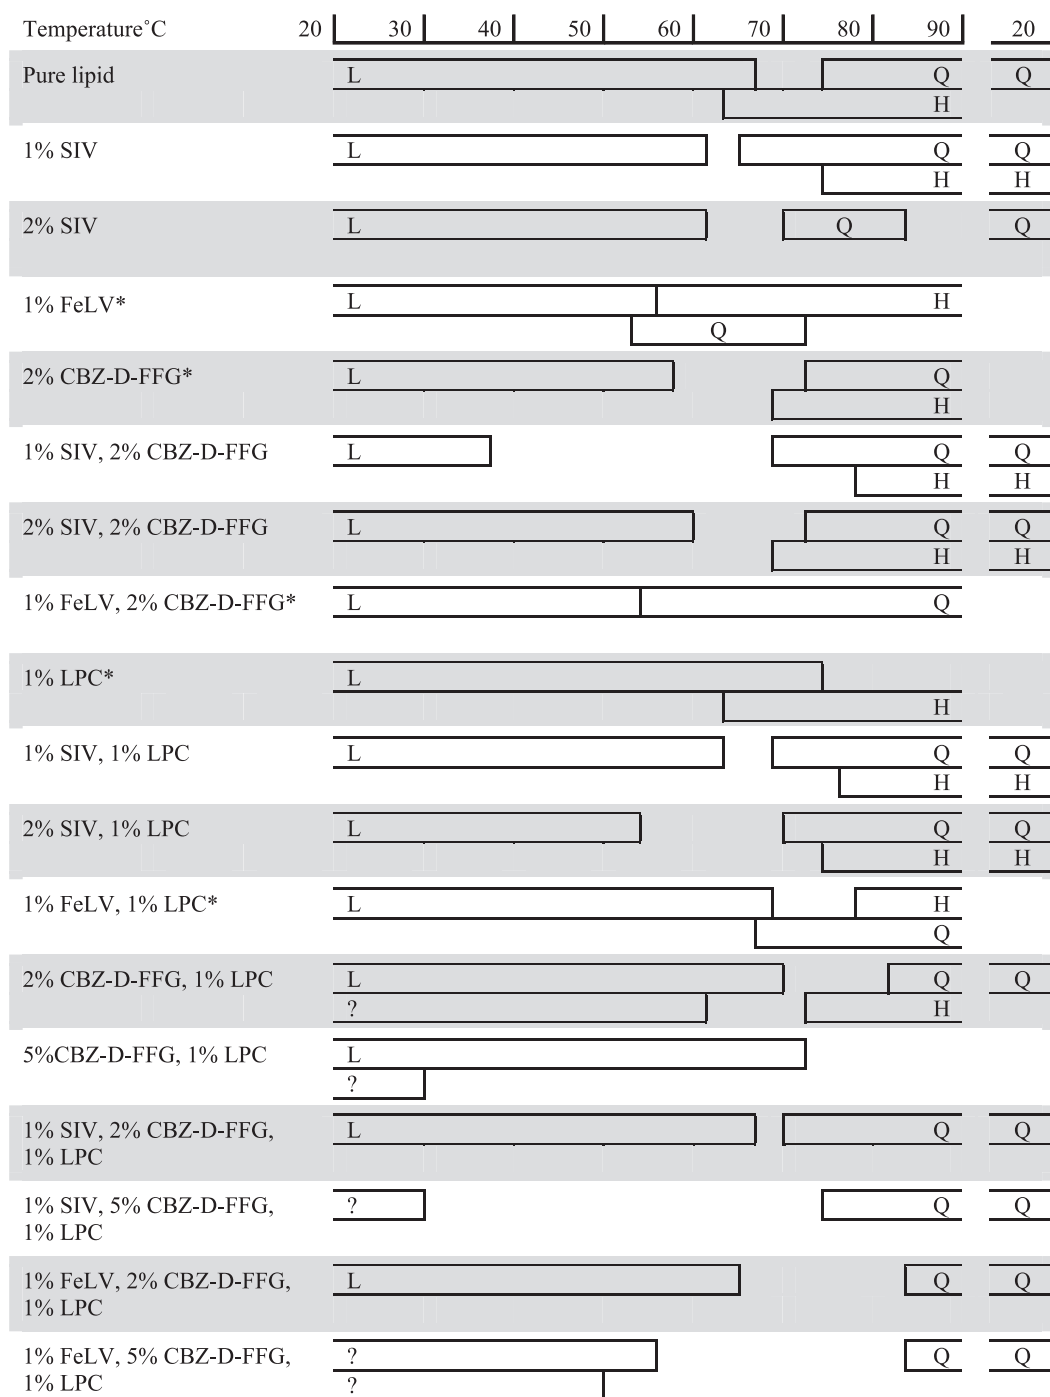 Temperature˚C 20 30 40 50 60 70 80 90 20
Pure lipid L Q Q
H
1% SIV L Q Q
H H
2% SIV L Q Q
1% FeLV* L H
Q
2% CBZ-D-FFG* L Q
H
1% SIV, 2% CBZ-D-FFG L Q Q
H H
2% SIV, 2% CBZ-D-FFG L Q Q
H H
1% FeLV, 2% CBZ-D-FFG* L Q
1% LPC* L
H
1% SIV, 1% LPC L Q Q
H H
2% SIV, 1% LPC L Q Q
H H
1% FeLV, 1% LPC* L H
Q
2% CBZ-D-FFG, 1% LPC L Q Q
? H
5%CBZ-D-FFG, 1% LPC L
?
1% SIV, 2% CBZ-D-FFG, L Q Q
1% LPC
1% SIV, 5% CBZ-D-FFG, ? Q Q
1% LPC
1% FeLV, 2% CBZ-D-FFG, L Q Q
1% LPC
1% FeLV, 5% CBZ-D-FFG, ? Q Q
1% LPC ?